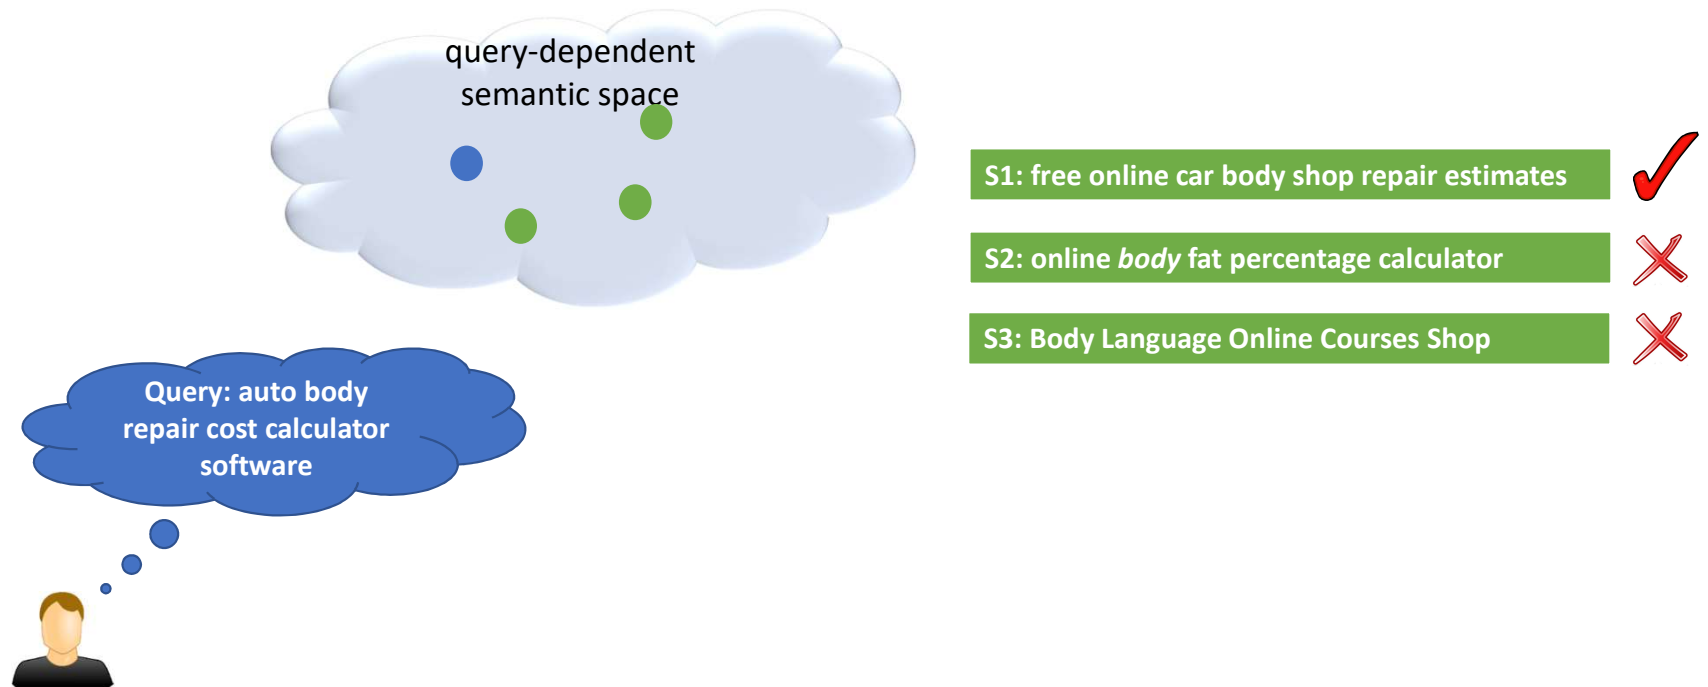 query-dependent
semantic space
S1: free online car body shop repair estimates
S2: online body fat percentage calculator
S3: Body Language Online Courses Shop
Query: auto body
repair cost calculator
software